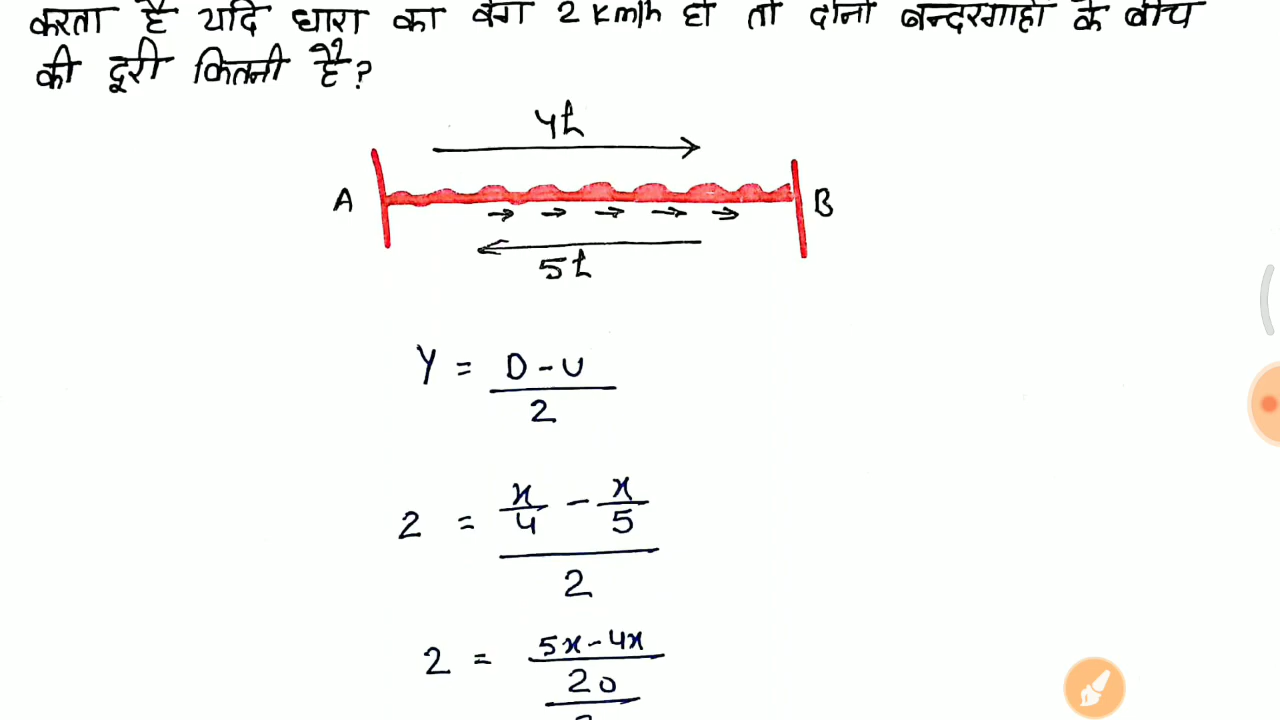 करता है यदि धारा का वेग 2 Km/h हो तो दोनो बन्दरगाहो के बीच
की दूरी कितनी है?
4h
A
B
5h
Y = D - U
2
2 = x/4 - x/5
2
2 = 5x - 4x
20